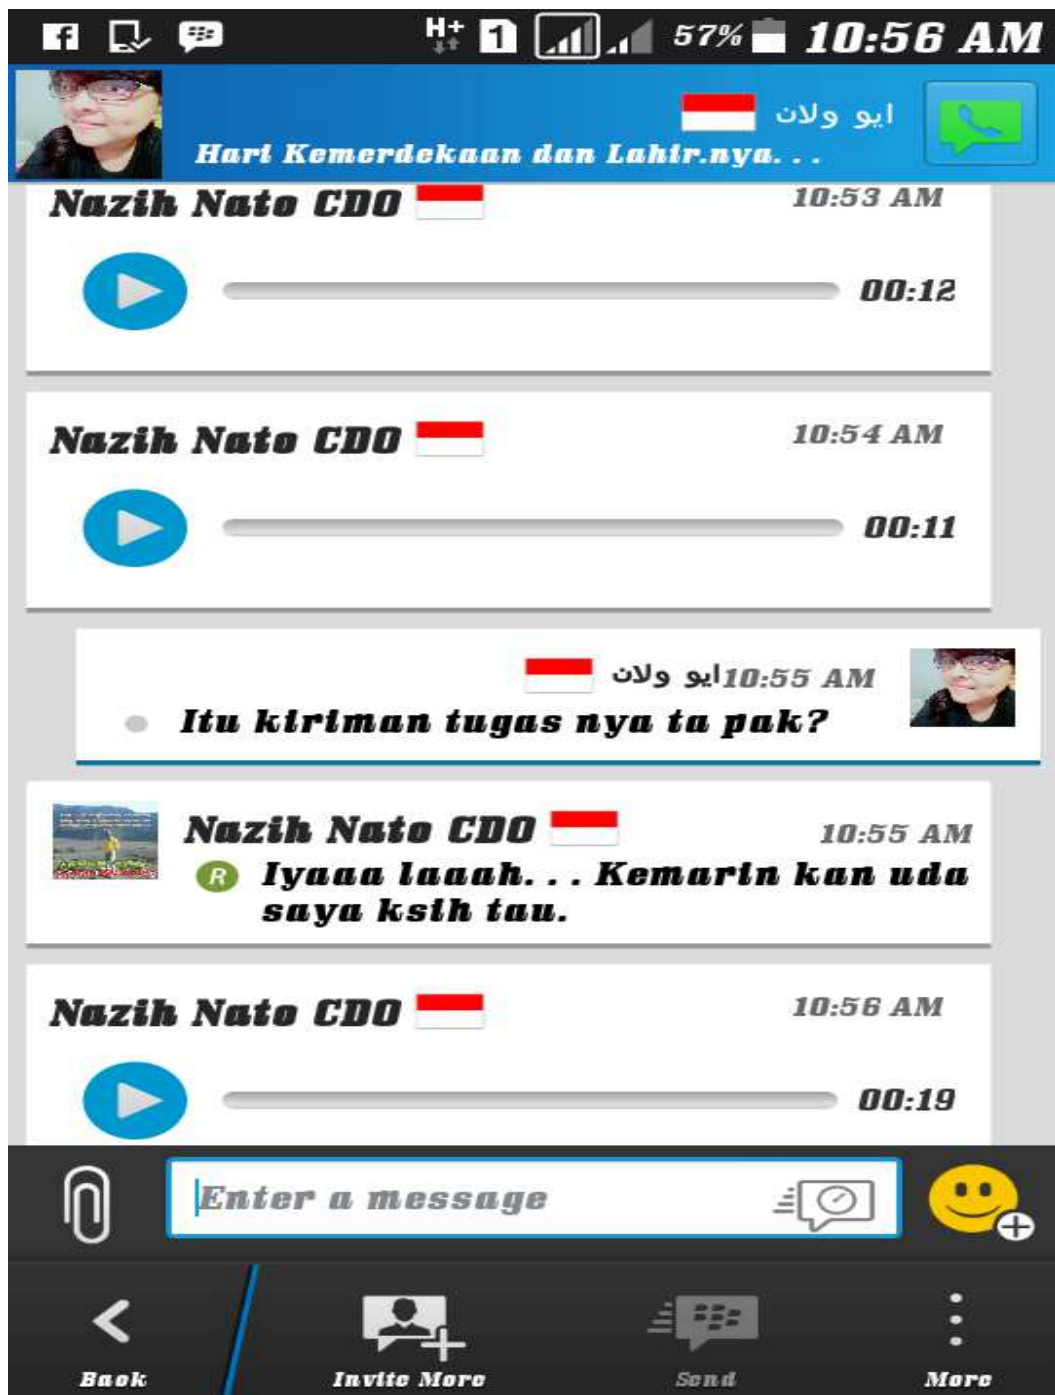 H+ 1 57% 10:56 AM
ايو ولان
Hari Kemerdekaan dan Lahir.nya...
Nazih Nato CDO 10:53 AM
00:12
Nazih Nato CDO 10:54 AM
00:11
ايو ولان 10:55 AM
Itu kiriman tugas nya ta pak?
Nazih Nato CDO 10:55 AM
R Iyaaa laaah... Kemarin kan uda
saya ksih tau.
Nazih Nato CDO 10:56 AM
00:19
Enter a message
Back Invite More Send More